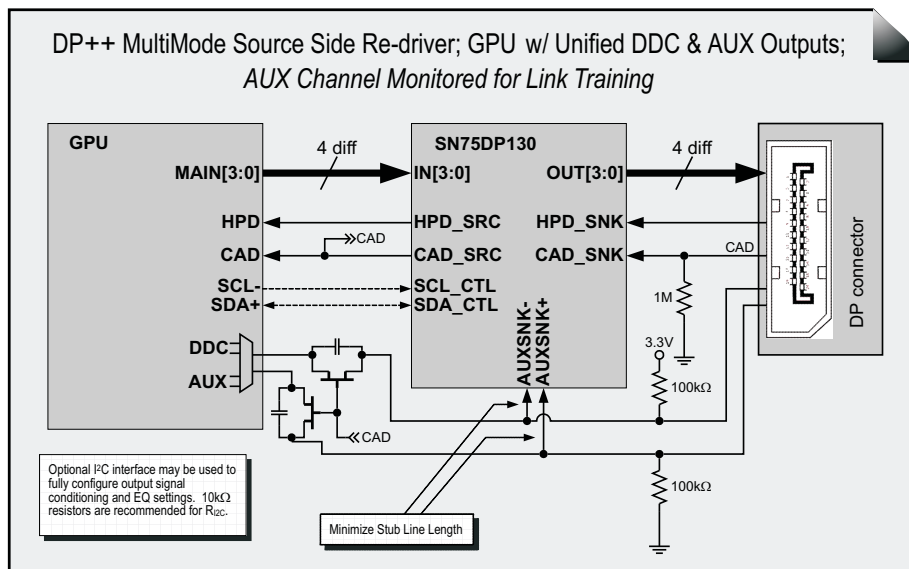 DP++ MultiMode Source Side Re-driver; GPU w/ Unified DDC & AUX Outputs;
AUX Channel Monitored for Link Training
GPU
SN75DP130
4 diff
4 diff
MAIN[3:0]
IN[3:0]
OUT[3:0]
HPD
HPD_SRC
HPD_SNK
CAD
CAD
CAD_SRC
CAD_SNK
CAD
SCL-
SCL_CTL
SDA+
SDA_CTL
1M
DP connector
DDC
AUX
AUXSNK-
AUXSNK+
3.3V
100kΩ
CAD
100kΩ
Optional I²C interface may be used to
fully configure output signal
conditioning and EQ settings. 10kΩ
resistors are recommended for RI2C.
Minimize Stub Line Length